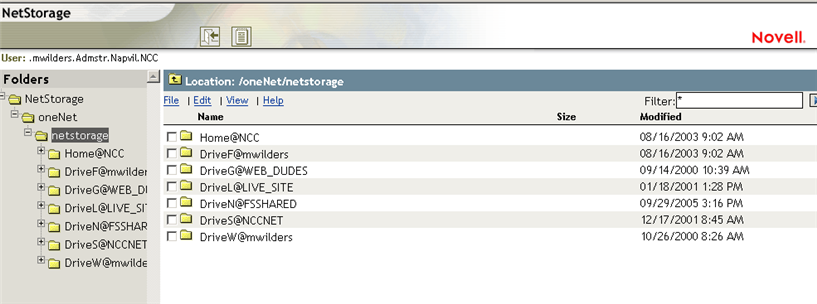 NetStorage
Novell.
User: .mwilders.Admstr.Napvil.NCC
Folders
NetStorage
oneNet
netstorage
Home@NCC
DriveF@mwilder
DriveG@WEB_DU
DriveL@LIVE_SIT
DriveN@FSSHAR
DriveS@NCCNET
DriveW@mwilde
Location: /oneNet/netstorage
File | Edit | View | Help Filter: *
Name Size Modified
Home@NCC 08/16/2003 9:02 AM
DriveF@mwilders 08/16/2003 9:02 AM
DriveG@WEB_DUDES 09/14/2000 10:39 AM
DriveL@LIVE_SITE 01/18/2001 1:28 PM
DriveN@FSSHARED 09/29/2005 3:16 PM
DriveS@NCCNET 12/17/2001 8:45 AM
DriveW@mwilders 10/26/2000 8:26 AM